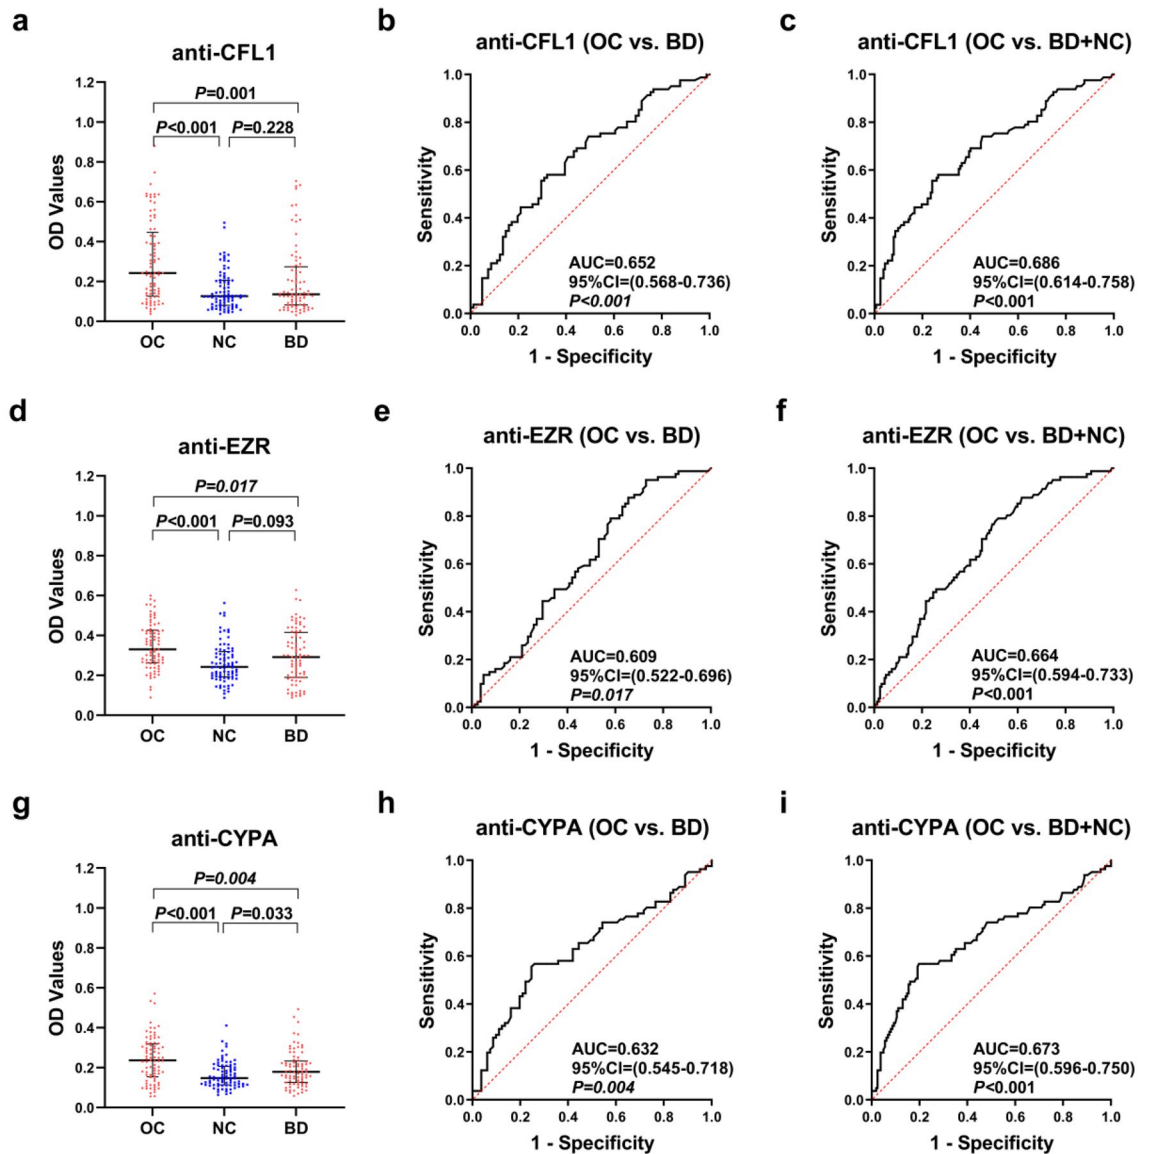 a
anti-CFL1
1.2
1.0
0.8
0.6
0.4
0.2
0.0
OD Values
P=0.001
P<0.001
P=0.228
OC
NC
BD
b
anti-CFL1 (OC vs. BD)
1.0
0.8
0.6
0.4
0.2
0.0
Sensitivity
AUC=0.652
95%CI=(0.568-0.736)
P<0.001
0.0 0.2 0.4 0.6 0.8 1.0
1 - Specificity
c
anti-CFL1 (OC vs. BD+NC)
1.0
0.8
0.6
0.4
0.2
0.0
Sensitivity
AUC=0.686
95%CI=(0.614-0.758)
P<0.001
0.0 0.2 0.4 0.6 0.8 1.0
1 - Specificity
d
anti-EZR
1.2
1.0
0.8
0.6
0.4
0.2
0.0
OD Values
P=0.017
P<0.001
P=0.093
OC
NC
BD
e
anti-EZR (OC vs. BD)
1.0
0.8
0.6
0.4
0.2
0.0
Sensitivity
AUC=0.609
95%CI=(0.522-0.696)
P=0.017
0.0 0.2 0.4 0.6 0.8 1.0
1 - Specificity
f
anti-EZR (OC vs. BD+NC)
1.0
0.8
0.6
0.4
0.2
0.0
Sensitivity
AUC=0.664
95%CI=(0.594-0.733)
P<0.001
0.0 0.2 0.4 0.6 0.8 1.0
1 - Specificity
g
anti-CYPA
1.2
1.0
0.8
0.6
0.4
0.2
0.0
OD Values
P=0.004
P<0.001
P=0.033
OC
NC
BD
h
anti-CYPA (OC vs. BD)
1.0
0.8
0.6
0.4
0.2
0.0
Sensitivity
AUC=0.632
95%CI=(0.545-0.718)
P=0.004
0.0 0.2 0.4 0.6 0.8 1.0
1 - Specificity
i
anti-CYPA (OC vs. BD+NC)
1.0
0.8
0.6
0.4
0.2
0.0
Sensitivity
AUC=0.673
95%CI=(0.596-0.750)
P<0.001
0.0 0.2 0.4 0.6 0.8 1.0
1 - Specificity